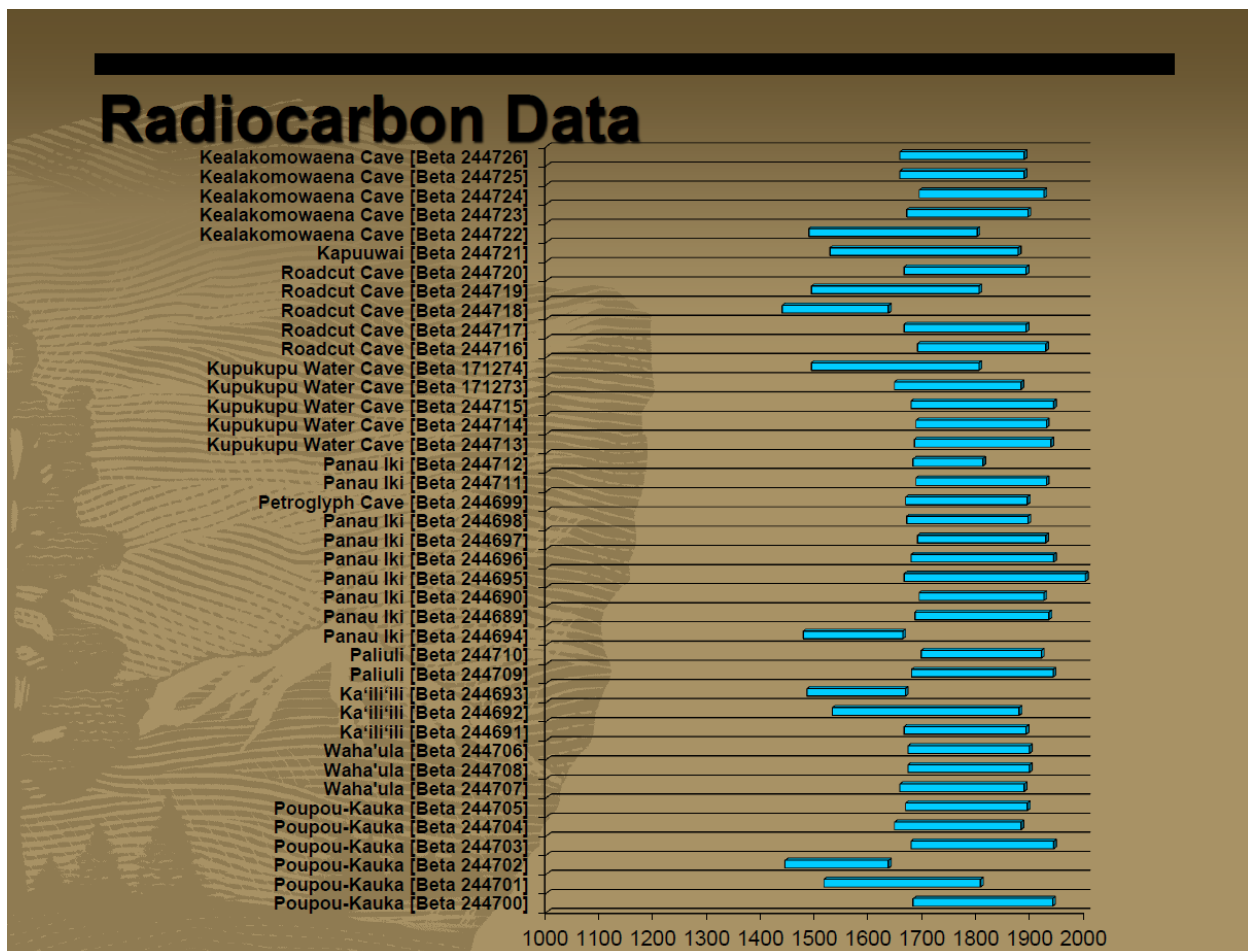 Radiocarbon Data
Kealakomowaena Cave [Beta 244726]
Kealakomowaena Cave [Beta 244725]
Kealakomowaena Cave [Beta 244724]
Kealakomowaena Cave [Beta 244723]
Kealakomowaena Cave [Beta 244722]
Kapuuwai [Beta 244721]
Roadcut Cave [Beta 244720]
Roadcut Cave [Beta 244719]
Roadcut Cave [Beta 244718]
Roadcut Cave [Beta 244717]
Roadcut Cave [Beta 244716]
Kupukupu Water Cave [Beta 171274]
Kupukupu Water Cave [Beta 171273]
Kupukupu Water Cave [Beta 244715]
Kupukupu Water Cave [Beta 244714]
Kupukupu Water Cave [Beta 244713]
Panau Iki [Beta 244712]
Panau Iki [Beta 244711]
Petroglyph Cave [Beta 244699]
Panau Iki [Beta 244698]
Panau Iki [Beta 244697]
Panau Iki [Beta 244696]
Panau Iki [Beta 244695]
Panau Iki [Beta 244690]
Panau Iki [Beta 244689]
Panau Iki [Beta 244694]
Paliuli [Beta 244710]
Paliuli [Beta 244709]
Ka‘ili‘ili [Beta 244693]
Ka‘ili‘ili [Beta 244692]
Ka‘ili‘ili [Beta 244691]
Waha'ula [Beta 244706]
Waha'ula [Beta 244708]
Waha'ula [Beta 244707]
Poupou-Kauka [Beta 244705]
Poupou-Kauka [Beta 244704]
Poupou-Kauka [Beta 244703]
Poupou-Kauka [Beta 244702]
Poupou-Kauka [Beta 244701]
Poupou-Kauka [Beta 244700]
1000 1100 1200 1300 1400 1500 1600 1700 1800 1900 2000